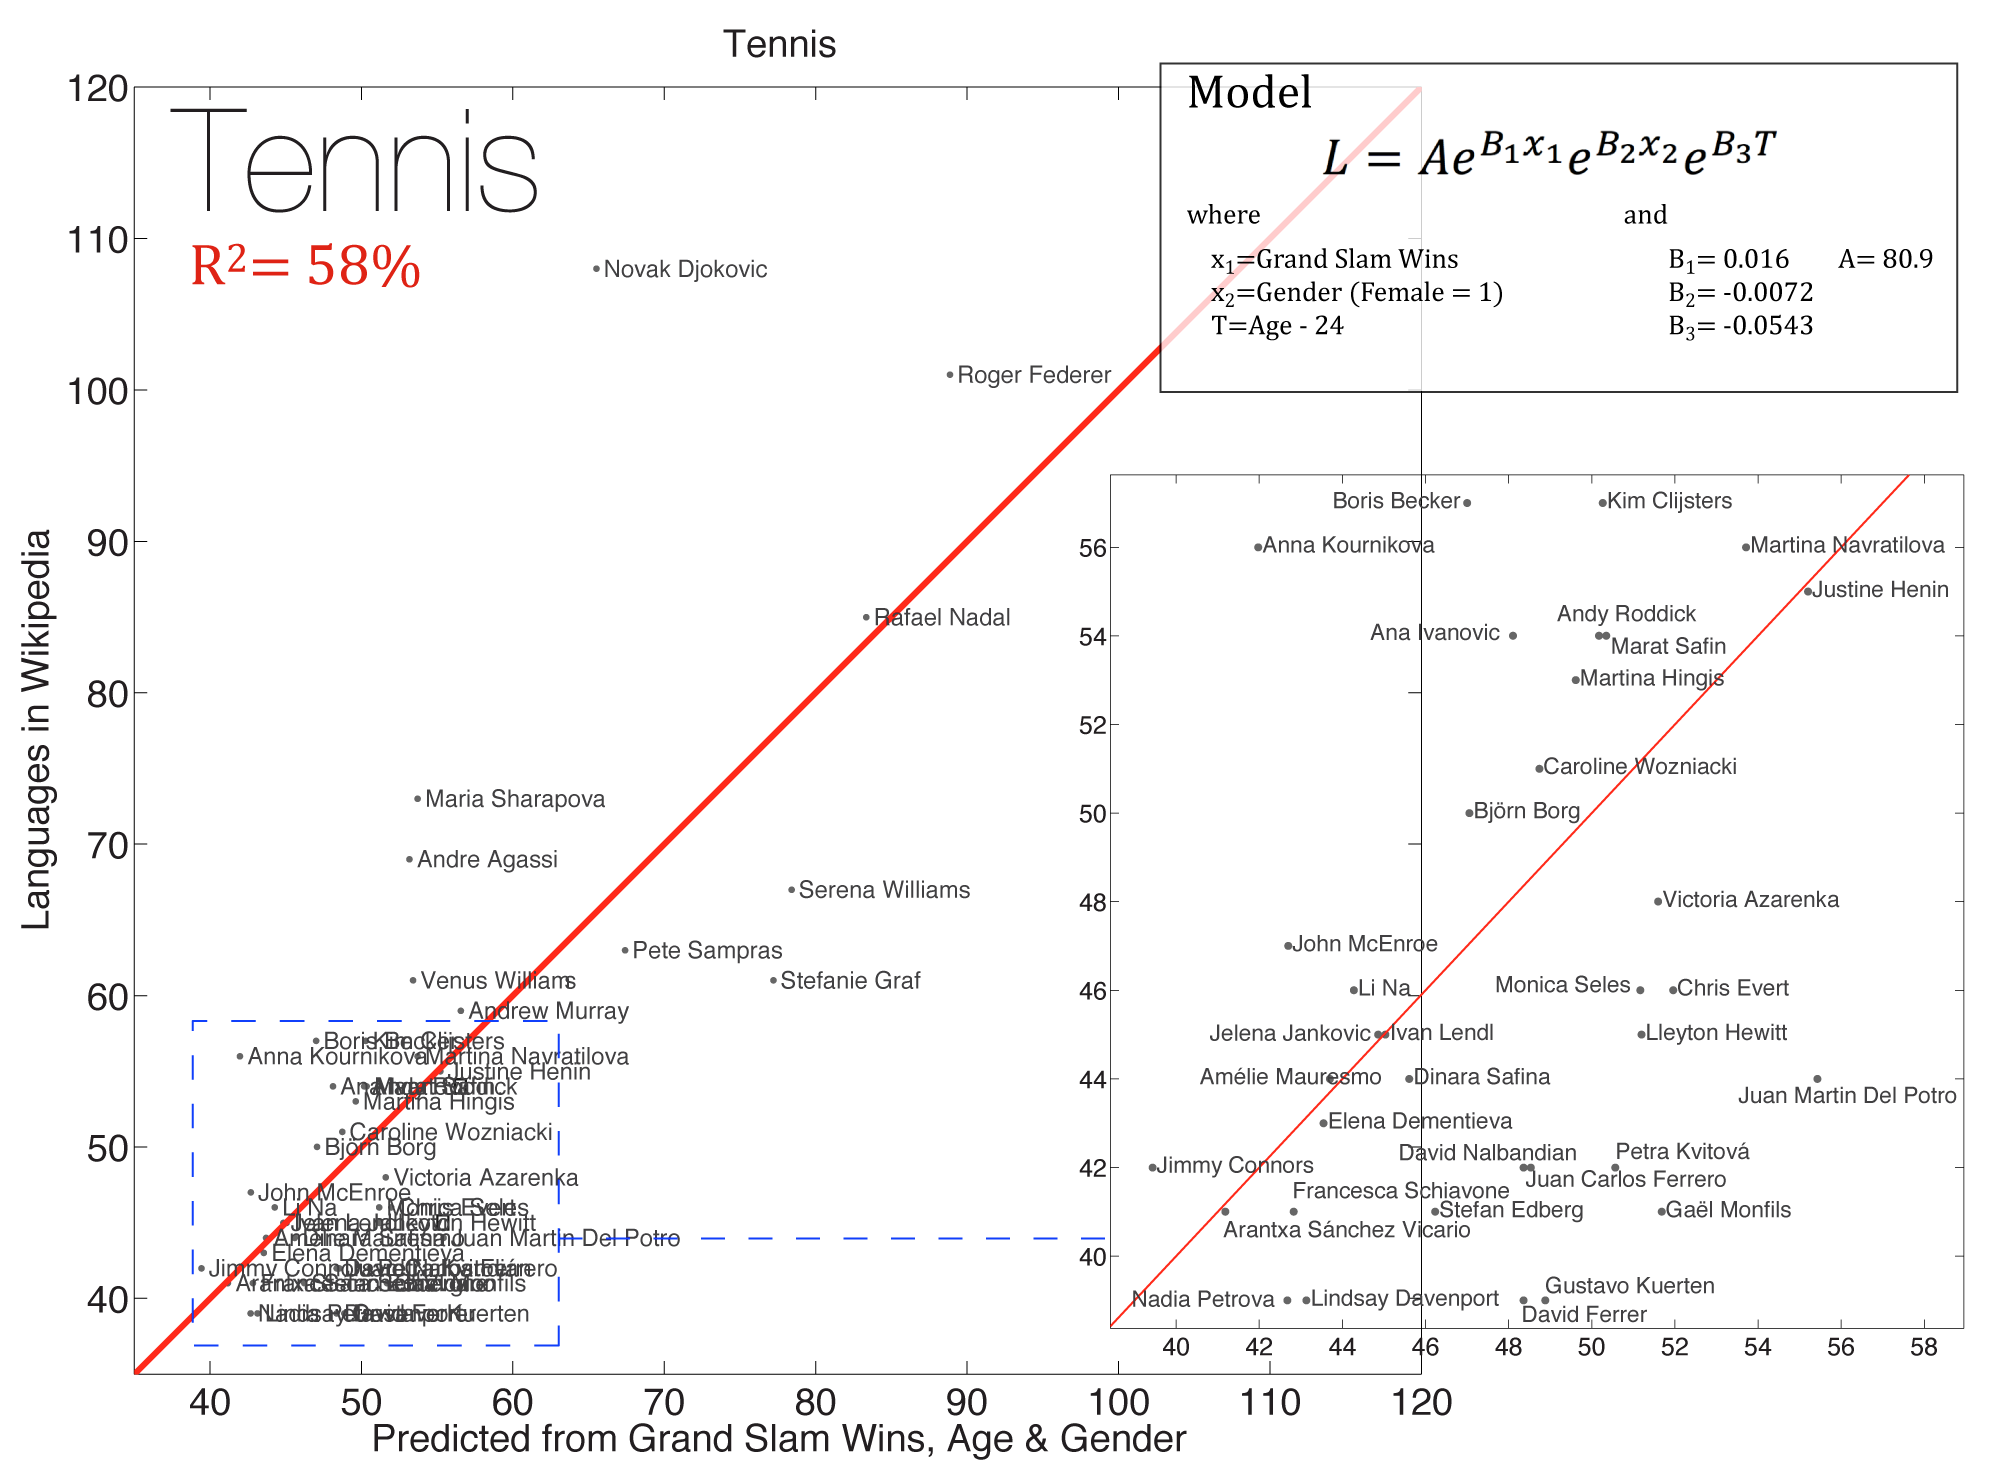 Tennis
Tennis
R²= 58%
Model
L = Ae^{B₁x₁}e^{B₂x₂}e^{B₃T}
where
and
x₁=Grand Slam Wins
B₁= 0.016 A= 80.9
x₂=Gender (Female = 1)
B₂= -0.0072
T=Age - 24
B₃= -0.0543
Languages in Wikipedia
120
110
100
90
80
70
60
50
40
Novak Djokovic
Roger Federer
Rafael Nadal
Maria Sharapova
Andre Agassi
Serena Williams
Pete Sampras
Venus Williams
Stefanie Graf
Andrew Murray
Boris Becker
Kim Clijsters
Anna Kournikova
Martina Navratilova
Justine Henin
Martina Hingis
Caroline Wozniacki
Björn Borg
Victoria Azarenka
John McEnroe
Li Na
Juan Martin Del Potro
Elena Dementieva
40 50 60 70 80 90 100 110 120
Predicted from Grand Slam Wins, Age & Gender
56
54
52
50
48
46
44
42
40
Boris Becker
Kim Clijsters
Anna Kournikova
Martina Navratilova
Justine Henin
Andy Roddick
Ana Ivanovic
Marat Safin
Martina Hingis
Caroline Wozniacki
Björn Borg
Victoria Azarenka
John McEnroe
Li Na
Monica Seles
Chris Evert
Jelena Jankovic
Ivan Lendl
Lleyton Hewitt
Amélie Mauresmo
Dinara Safina
Juan Martin Del Potro
Elena Dementieva
David Nalbandian
Petra Kvitová
Jimmy Connors
Juan Carlos Ferrero
Francesca Schiavone
Stefan Edberg
Gaël Monfils
Arantxa Sánchez Vicario
Gustavo Kuerten
Nadia Petrova
Lindsay Davenport
David Ferrer
40 42 44 46 48 50 52 54 56 58